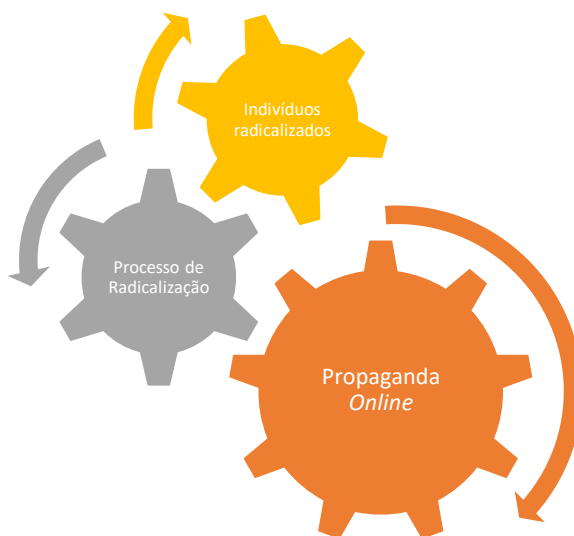 Indivíduos
radicalizados
Processo de
Radicalização
Propaganda
Online